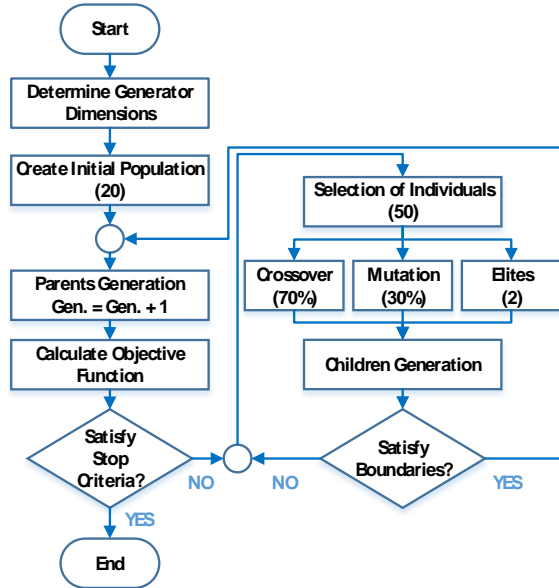 Start
Determine Generator
Dimensions
Create Initial Population
(20)
Parents Generation
Gen. = Gen. + 1
Calculate Objective
Function
Satisfy
Stop
Criteria?
NO
YES
End
Selection of Individuals
(50)
Crossover
(70%)
Mutation
(30%)
Elites
(2)
Children Generation
Satisfy
Boundaries?
NO
YES